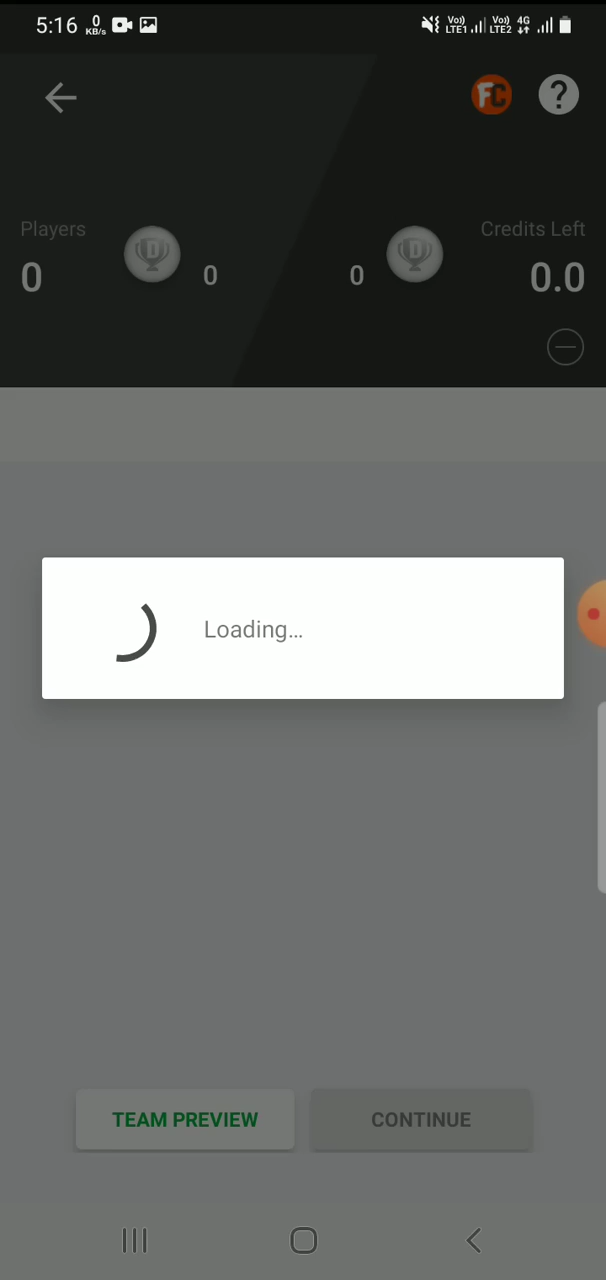 5:16 0 KB/s Vo)) LTE1 Vo)) LTE2 4G
FC ?
Players Credits Left
0 D 0 0 D 0.0
Loading...
TEAM PREVIEW CONTINUE